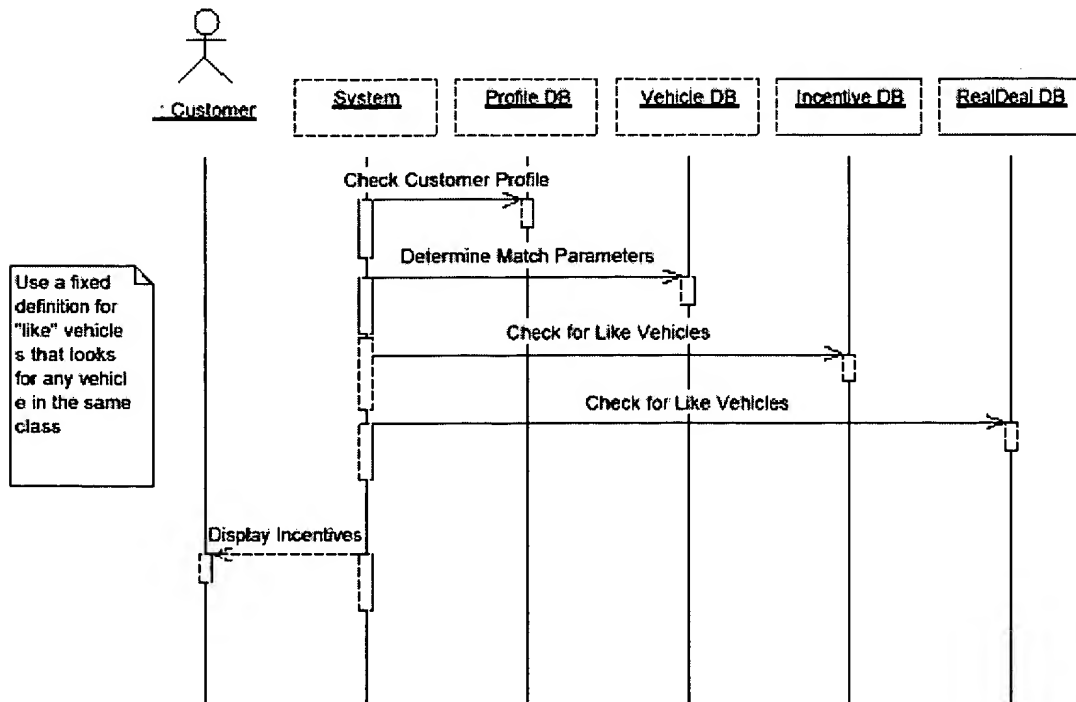 : Customer
System
Profile DB
Vehicle DB
Incentive DB
RealDeal DB
Check Customer Profile
Determine Match Parameters
Use a fixed
definition for
"like" vehicle
s that looks
for any vehicl
e in the same
class
Check for Like Vehicles
Check for Like Vehicles
Display Incentives